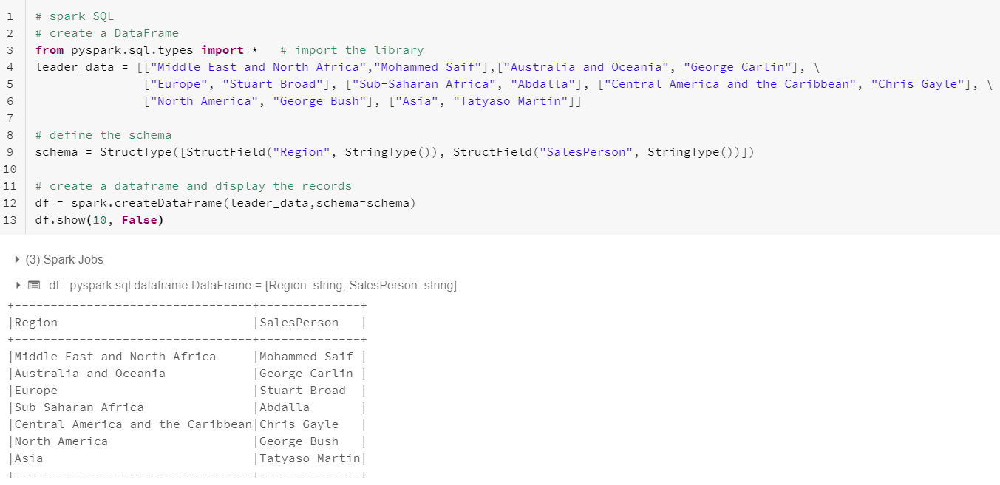 1 # spark SQL
2 # create a DataFrame
3 from pyspark.sql.types import *   # import the library
4 leader_data = [["Middle East and North Africa","Mohammed Saif"],["Australia and Oceania", "George Carlin"], \
5                ["Europe", "Stuart Broad"], ["Sub-Saharan Africa", "Abdalla"], ["Central America and the Caribbean", "Chris Gayle"], \
6                ["North America", "George Bush"], ["Asia", "Tatyaso Martin"]]
7
8 # define the schema
9 schema = StructType([StructField("Region", StringType()), StructField("SalesPerson", StringType())])
10
11 # create a dataframe and display the records
12 df = spark.createDataFrame(leader_data,schema=schema)
13 df.show(10, False)
(3) Spark Jobs
df: pyspark.sql.dataframe.DataFrame = [Region: string, SalesPerson: string]
+---------------------------------+--------------+
|Region                           |SalesPerson   |
+---------------------------------+--------------+
|Middle East and North Africa     |Mohammed Saif |
|Australia and Oceania            |George Carlin |
|Europe                           |Stuart Broad  |
|Sub-Saharan Africa               |Abdalla       |
|Central America and the Caribbean|Chris Gayle   |
|North America                    |George Bush   |
|Asia                             |Tatyaso Martin|
+---------------------------------+--------------+